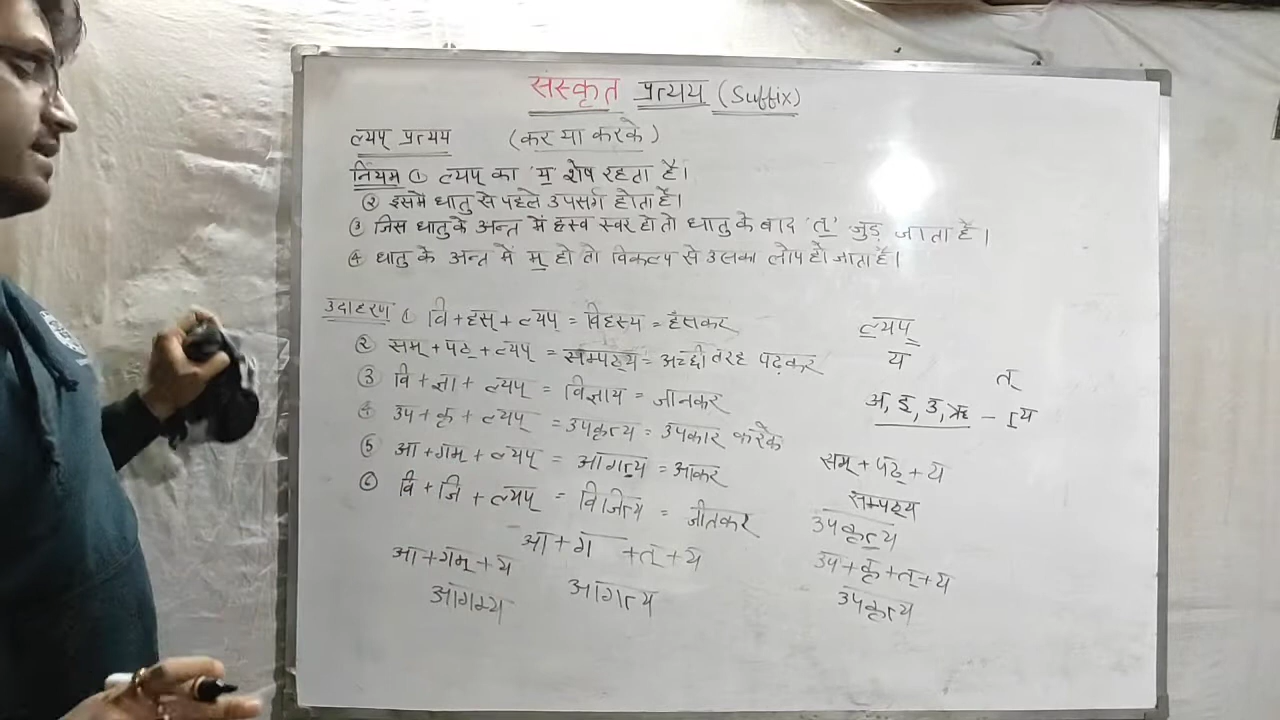 संस्कृत प्रत्यय (Suffix)
ल्यप् प्रत्यय (कर या करके)
नियम ① ल्यप् का 'य' शेष रहता है।
② इसमें धातु से पहले उपसर्ग होता है।
③ जिस धातु के अन्त में ह्रस्व स्वर हो तो धातु के बाद 'त्' जुड़ जाता है।
④ धातु के अन्त में म् हो तो विकल्प से उसका लोप हो जाता है।
उदाहरण ① वि+हस्+ल्यप् = विहस्य = हँसकर
② सम्+पठ्+ल्यप् = सम्पठ्य = अच्छी तरह पढ़कर
③ वि+ज्ञा+ल्यप् = विज्ञाय = जानकर
④ उप+कृ+ल्यप् = उपकृत्य = उपकार करके
⑤ आ+गम्+ल्यप् = आगत्य = आकर
⑥ वि+जि+ल्यप् = विजित्य = जीतकर
आ+गम्+य
आगम्य
आ+ग +त्+य
आगत्य
ल्यप्
य
त्
अ, इ, उ, ऋ – त्य
सम्+पठ्+य
सम्पठ्य
उपकृत्य
उप+कृ+त्+य
उपकृत्य